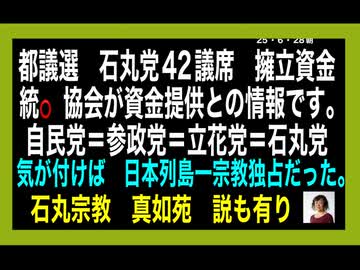 25・6・28朝
都議選 石丸党42議席 擁立資金
統。協会が資金提供との情報です。
自民党＝参政党＝立花党＝石丸党
気が付けば 日本列島一宗教独占だった。
石丸宗教 真如苑 説も有り